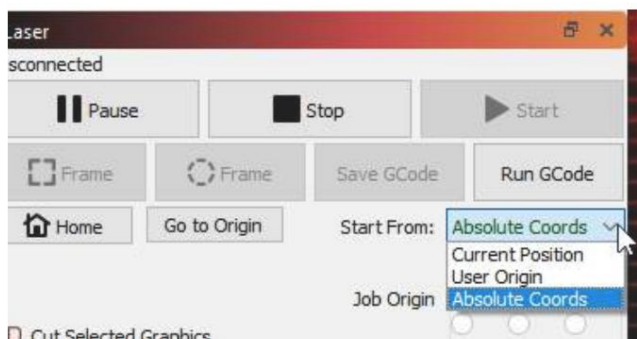 Laser
sconnected
Pause
Stop
Start
Frame
Frame
Save GCode
Run GCode
Home
Go to Origin
Start From:
Absolute Coords
Current Position
User Origin
Absolute Coords
Job Origin
Cut Selected Graphics